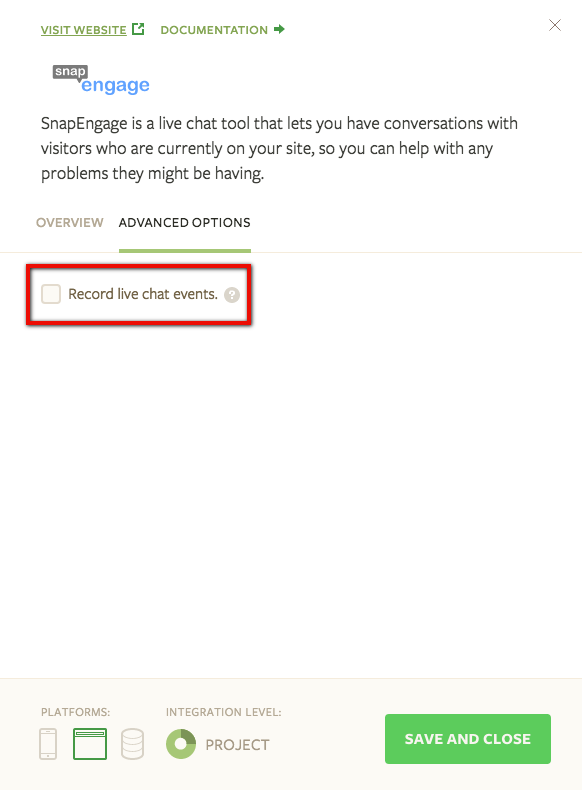 VISIT WEBSITE DOCUMENTATION
snap
engage
SnapEngage is a live chat tool that lets you have conversations with
visitors who are currently on your site, so you can help with any
problems they might be having.
OVERVIEW ADVANCED OPTIONS
Record live chat events. ?
PLATFORMS: INTEGRATION LEVEL:
PROJECT
SAVE AND CLOSE